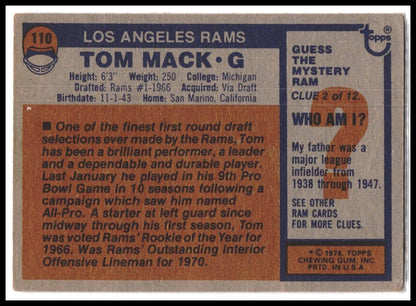 110
LOS ANGELES RAMS
TOM MACK • G
Height: 6'3" Weight: 250 College: Michigan
Drafted: Rams #1-1966 Acquired: Via Draft
Birthdate: 11-1-43 Home: San Marino, California
One of the finest first round draft
selections ever made by the Rams, Tom
has been a brilliant performer, a leader
and a dependable and durable player.
Last January he played in his 9th Pro
Bowl Game in 10 seasons following a
campaign which saw him named
All-Pro. A starter at left guard since
midway through his first season, Tom
was voted Rams' Rookie of the Year for
1966. Was Rams' Outstanding Interior
Offensive Lineman for 1970.
topps
GUESS
THE
MYSTERY
RAM
CLUE 2 of 12.
WHO AM I?
?
My father was a
major league
infielder from
1938 through 1947.
SEE OTHER
RAM CARDS
FOR MORE CLUES.
* © 1976, TOPPS
CHEWING GUM, INC.
PRTD. IN U.S.A.